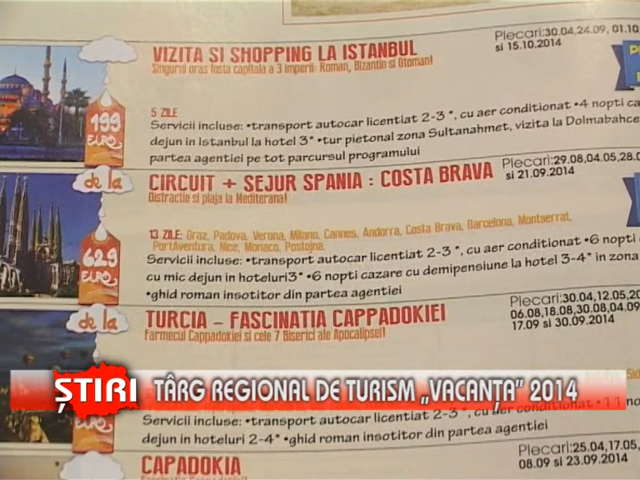 VIZITA SI SHOPPING LA ISTANBUL
Singurul oras fosta capitala a 3 imperii: Roman, Bizantin si Otoman!
Plecari:30.04,24.09, 01.10
si 15.10.2014
199
EURO
5 ZILE
Servicii incluse: •transport autocar licentiat 2-3*, cu aer conditionat •4 nopti ca
dejun in Istanbul la hotel 3* •tur pietonal zona Sultanahmet, vizita la Dolmabahce
partea agentiei pe tot parcursul programului
de la
CIRCUIT + SEJUR SPANIA : COSTA BRAVA
Distractie si plaja la Mediterana!
Plecari:29.08,04.05,28.0
si 21.09.2014
629
EURO
13 ZILE: Graz, Padova, Verona, Milano, Cannes, Andorra, Costa Brava, Barcelona, Montserrat,
PortAventura, Nice, Monaco, Postojna.
Servicii incluse: •transport autocar licentiat 2-3*, cu aer conditionat •6 nopti
cu mic dejun in hoteluri3* •6 nopti cazare cu demipensiune la hotel 3-4* in zona
•ghid roman insotitor din partea agentiei
de la
TURCIA - FASCINATIA CAPPADOKIEI
Farmecul Cappadokiei si cele 7 Biserici ale Apocalipsei!
Plecari:30.04,12.05,20
06.08,18.08,30.08,04.09
17.09 si 30.09.2014
ȘTIRI
TÂRG REGIONAL DE TURISM „VACANȚA” 2014
Servicii incluse: •transport autocar licentiat 2-3*, cu aer conditionat •11 no
dejun in hoteluri 2-4* •ghid roman insotitor din partea agentiei
CAPADOKIA
Plecari:25.04,17.05,
08.09 si 23.09.2014